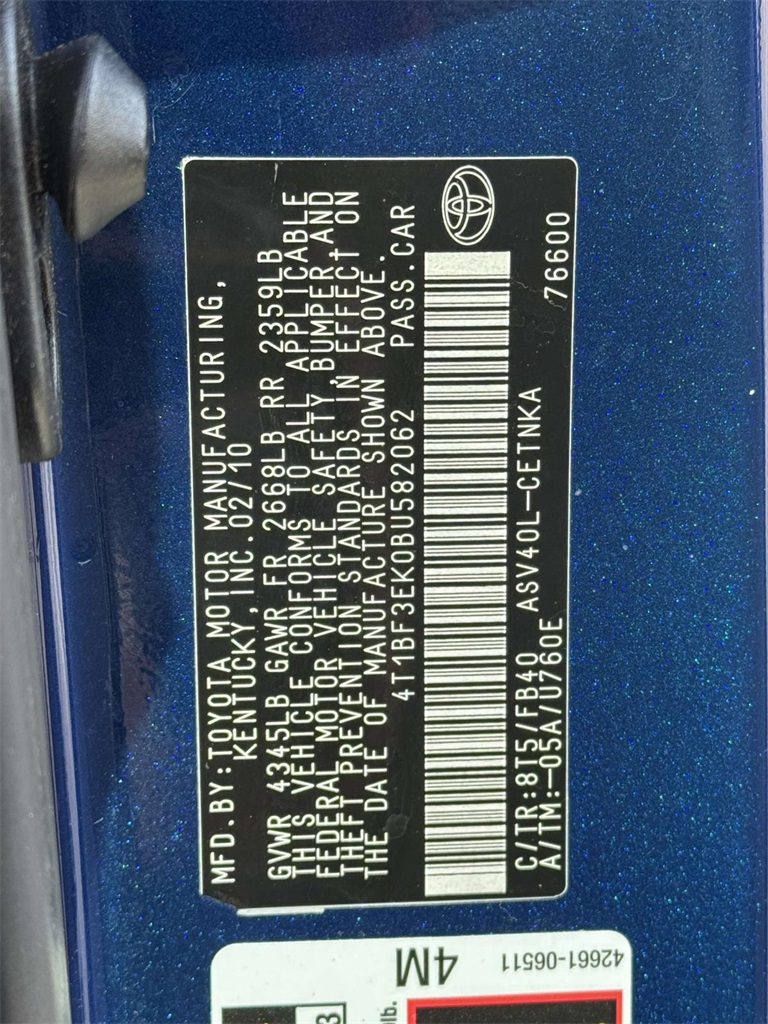 MFD.BY:TOYOTA MOTOR MANUFACTURING,
KENTUCKY,INC.02/10
GVWR 4345LB GAWR FR 2668LB RR 2359LB
THIS VEHICLE CONFORMS TO ALL APPLICABLE
FEDERAL MOTOR VEHICLE SAFETY,BUMPER,AND
THEFT PREVENTION STANDARDS IN EFFECT ON
THE DATE OF MANUFACTURE SHOWN ABOVE.
4T1BF3EK0BU582062 PASS.CAR
C/TR:8T5/FB40 ASV40L-CETNKA 76600
A/TM:-05A/U760E
4M
42661-06511
lb.
3